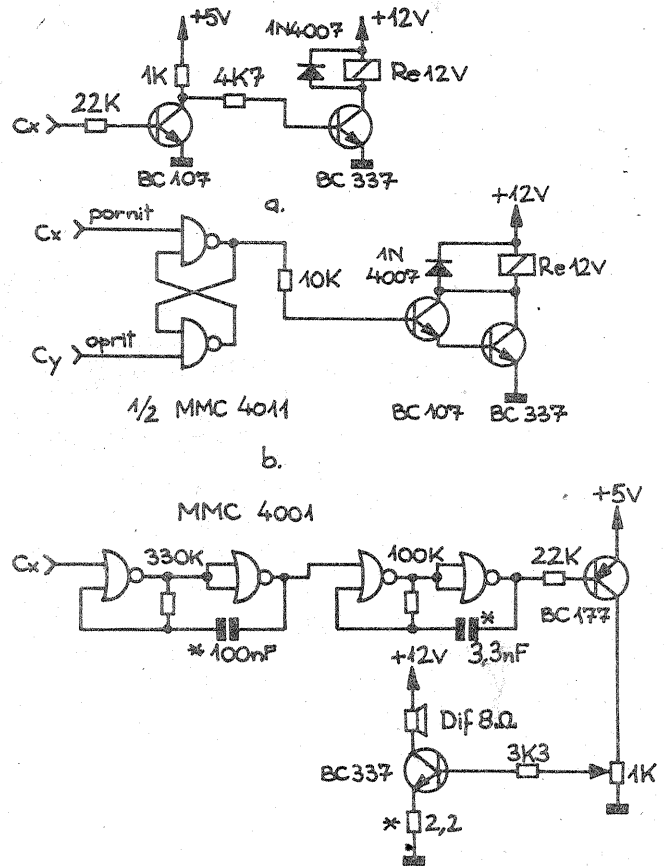 +5V
+12V
1N4007
1K
4K7
Re12V
22K
Cx
BC107
BC337
a.
Cx
pornit
+12V
1N
4007
10K
Re12V
Cy
oprit
1/2 MMC 4011
BC107
BC337
b.
MMC 4001
+5V
Cx
330K
100K
22K
BC177
*100nF
*
3,3nF
+12V
Dif 8Ω
BC337
3K3
1K
* 2,2